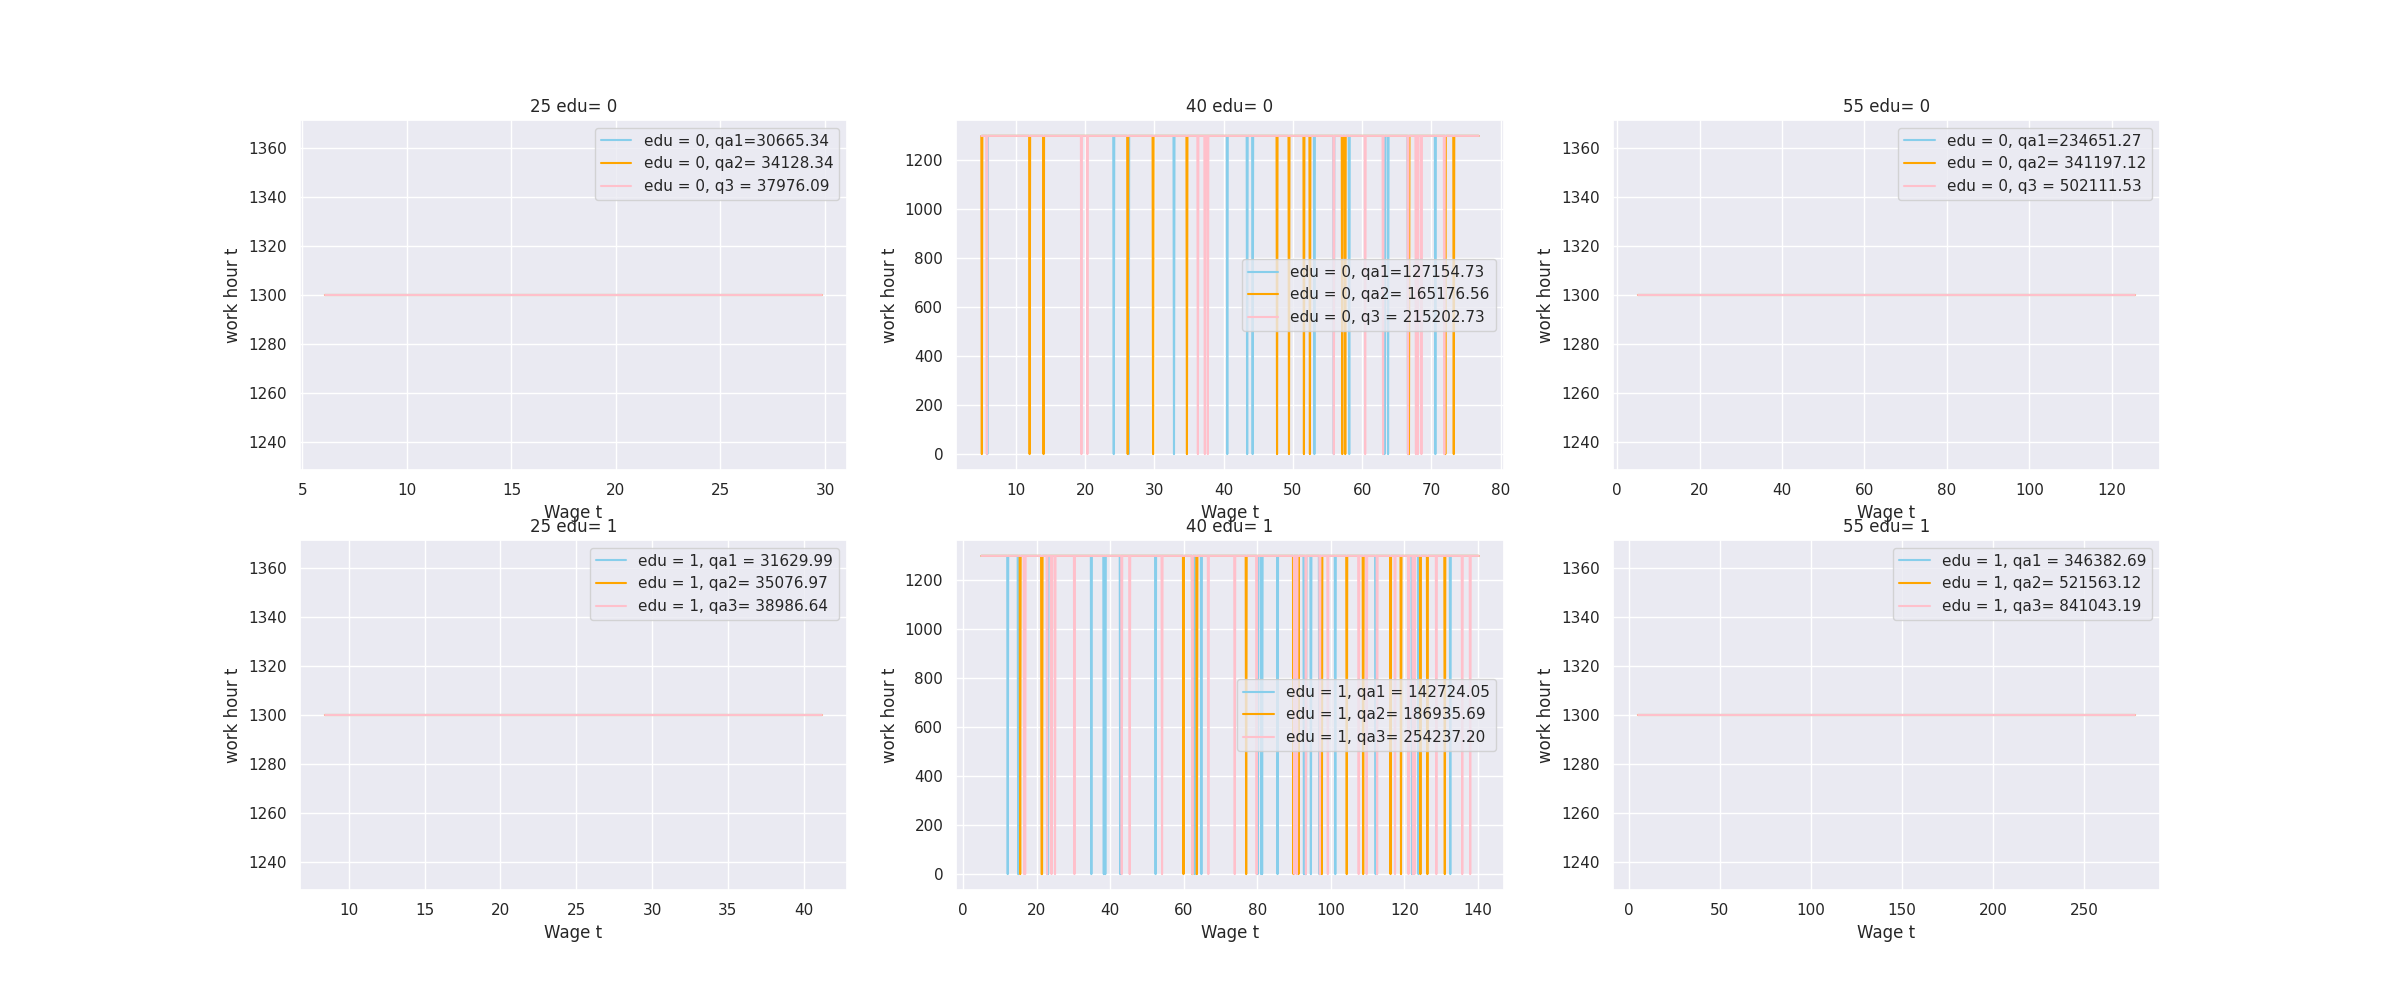 25 edu= 0
1360
1340
1320
1300
1280
1260
1240
work hour t
edu = 0, qa1=30665.34
edu = 0, qa2= 34128.34
edu = 0, q3 = 37976.09
5 10 15 20 25 30
Wage t
40 edu= 0
1200
1000
800
600
400
200
0
work hour t
edu = 0, qa1=127154.73
edu = 0, qa2= 165176.56
edu = 0, q3 = 215202.73
10 20 30 40 50 60 70 80
Wage t
55 edu= 0
1360
1340
1320
1300
1280
1260
1240
work hour t
edu = 0, qa1=234651.27
edu = 0, qa2= 341197.12
edu = 0, q3 = 502111.53
0 20 40 60 80 100 120
Wage t
25 edu= 1
1360
1340
1320
1300
1280
1260
1240
work hour t
edu = 1, qa1 = 31629.99
edu = 1, qa2= 35076.97
edu = 1, qa3= 38986.64
10 15 20 25 30 35 40
Wage t
40 edu= 1
1200
1000
800
600
400
200
0
work hour t
edu = 1, qa1 = 142724.05
edu = 1, qa2= 186935.69
edu = 1, qa3= 254237.20
0 20 40 60 80 100 120 140
Wage t
55 edu= 1
1360
1340
1320
1300
1280
1260
1240
work hour t
edu = 1, qa1 = 346382.69
edu = 1, qa2= 521563.12
edu = 1, qa3= 841043.19
0 50 100 150 200 250
Wage t